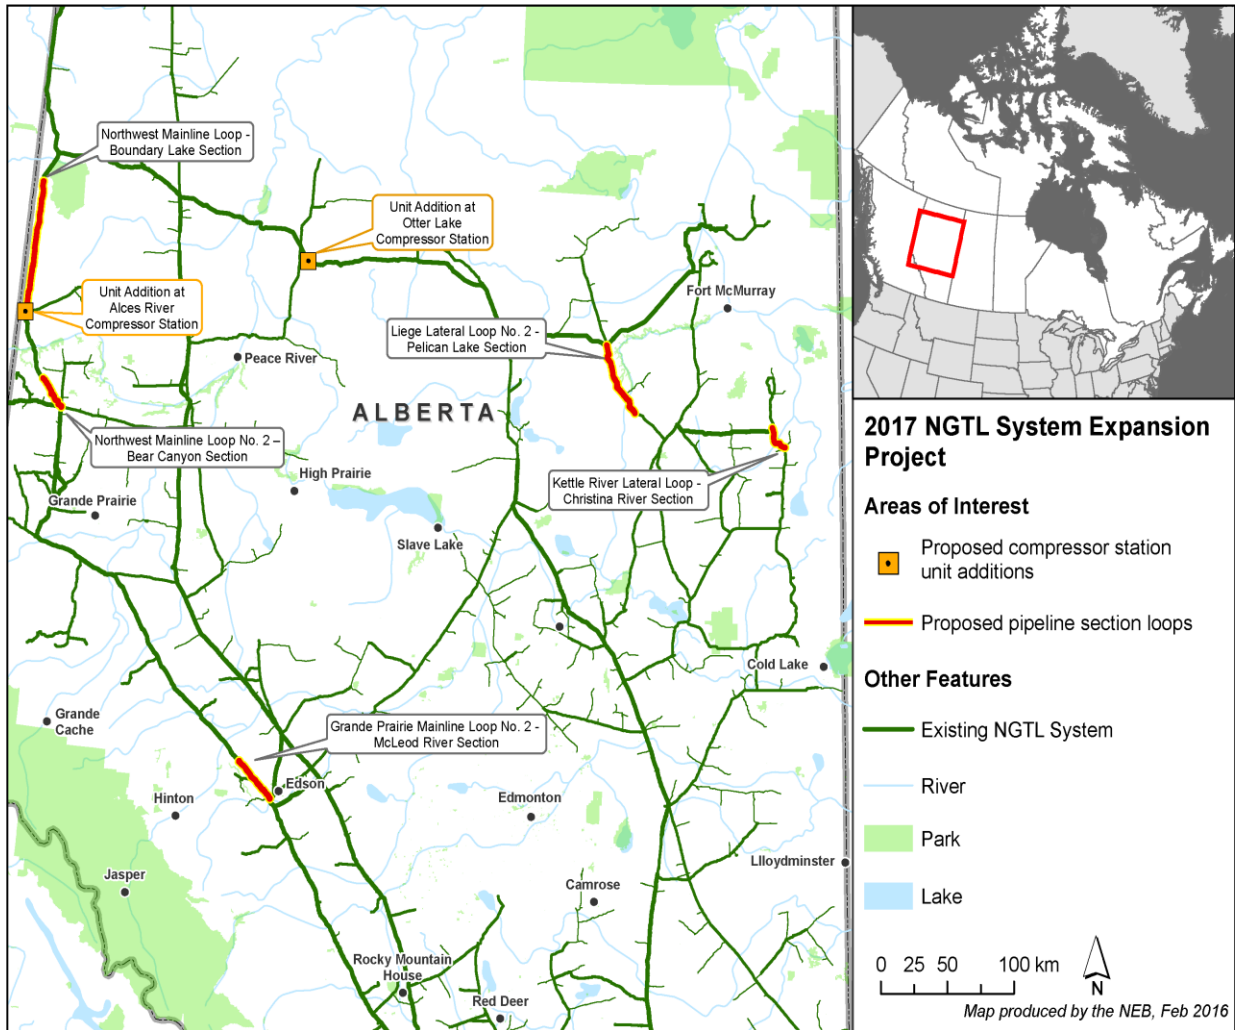 Northwest Mainline Loop -
Boundary Lake Section
Unit Addition at
Otter Lake
Compressor Station
Unit Addition at
Alces River
Compressor Station
Fort McMurray
Liege Lateral Loop No. 2 -
Pelican Lake Section
Peace River
ALBERTA
Northwest Mainline Loop No. 2 –
Bear Canyon Section
High Prairie
Kettle River Lateral Loop -
Christina River Section
Grande Prairie
Slave Lake
Cold Lake
Grande
Cache
Grande Prairie Mainline Loop No. 2 -
McLeod River Section
Edson
Hinton
Edmonton
Llloydminster
Jasper
Camrose
Rocky Mountain
House
Red Deer
2017 NGTL System Expansion
Project
Areas of Interest
Proposed compressor station
unit additions
Proposed pipeline section loops
Other Features
Existing NGTL System
River
Park
Lake
0 25 50 100 km
N
Map produced by the NEB, Feb 2016